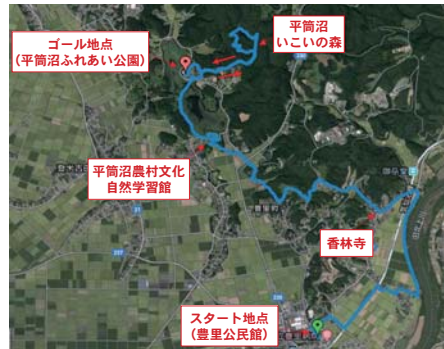 ゴール地点
（平筒沼ふれあい公園）
平筒沼
いこいの森
平筒沼農村文化
自然学習館
香林寺
スタート地点
（豊里公民館）